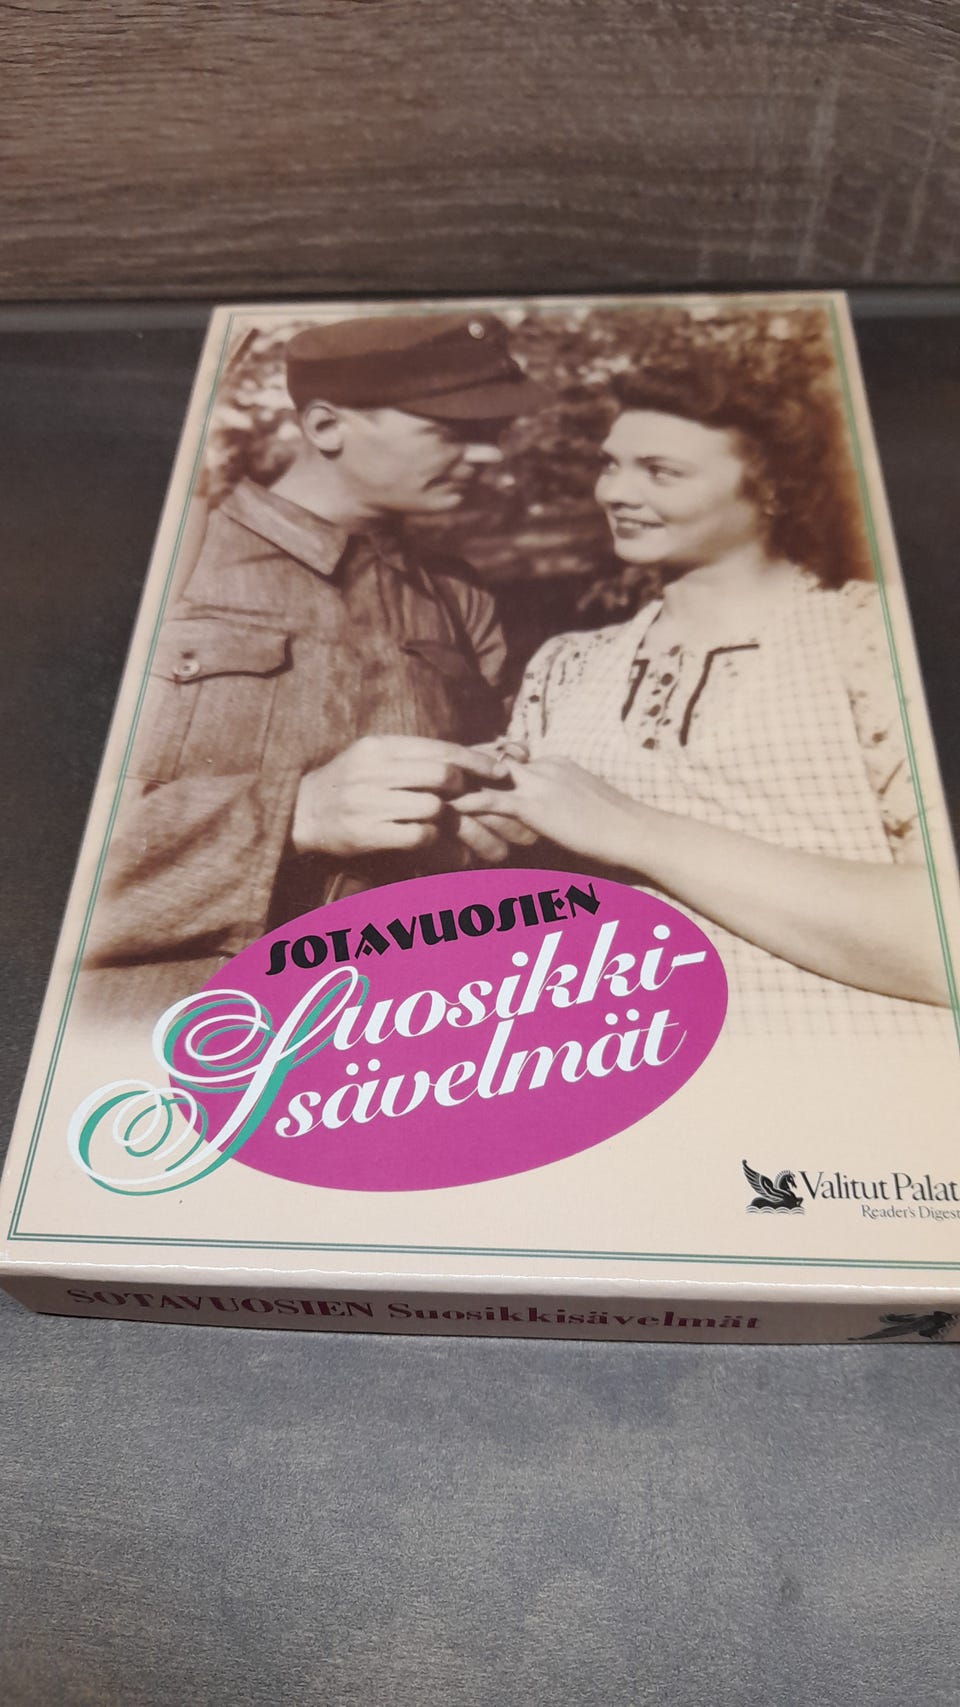 SOTAVUOSIEN
Suosikki-
sävelmät
Valitut Palat
Reader's Digest
SOTAVUOSIEN Suosikkisävelmät